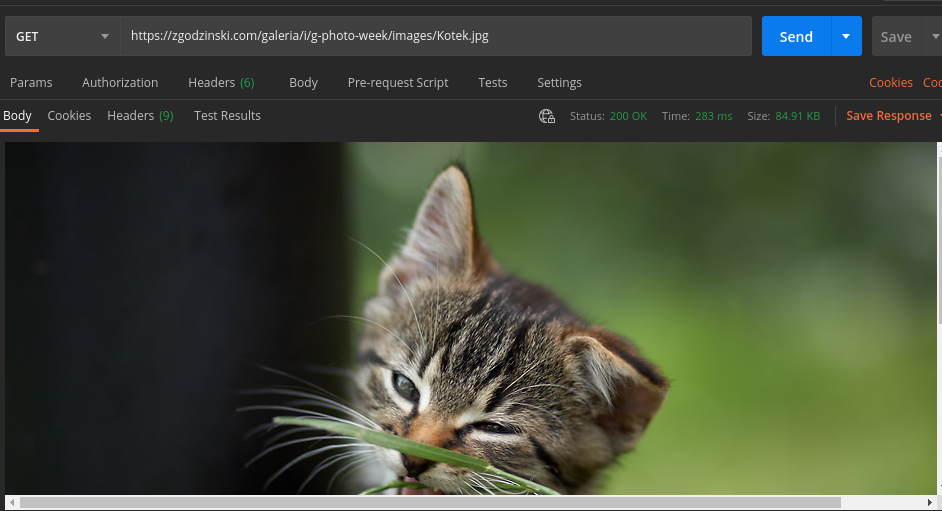 GET https://zgodzinski.com/galeria/i/g-photo-week/images/Kotek.jpg Send Save
Params Authorization Headers (6) Body Pre-request Script Tests Settings Cookies
Body Cookies Headers (9) Test Results Status: 200 OK Time: 283 ms Size: 84.91 KB Save Response